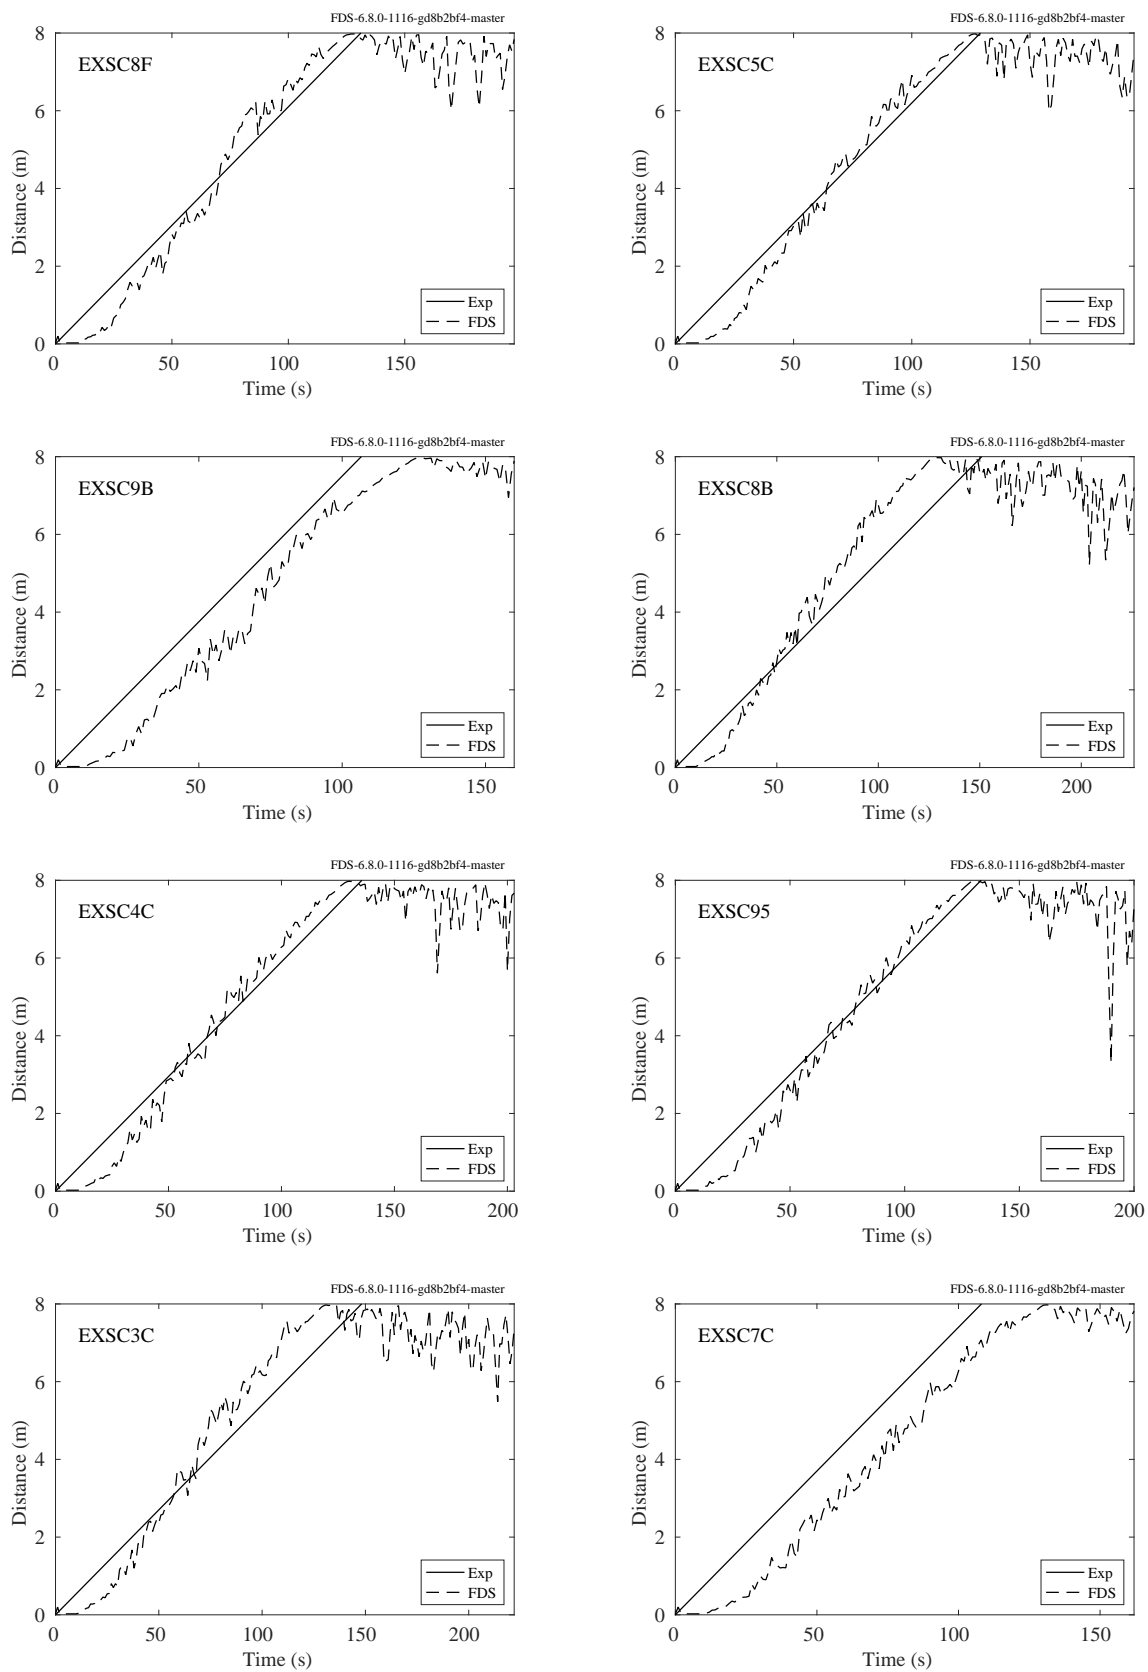 FDS-6.8.0-1116-gd8b2bf4-master
EXSC8F
Distance (m)
8
6
4
2
0
0 50 100 150
Time (s)
Exp
FDS
FDS-6.8.0-1116-gd8b2bf4-master
EXSC5C
Distance (m)
8
6
4
2
0
0 50 100 150
Time (s)
Exp
FDS
FDS-6.8.0-1116-gd8b2bf4-master
EXSC9B
Distance (m)
8
6
4
2
0
0 50 100 150
Time (s)
Exp
FDS
FDS-6.8.0-1116-gd8b2bf4-master
EXSC8B
Distance (m)
8
6
4
2
0
0 50 100 150 200
Time (s)
Exp
FDS
FDS-6.8.0-1116-gd8b2bf4-master
EXSC4C
Distance (m)
8
6
4
2
0
0 50 100 150 200
Time (s)
Exp
FDS
FDS-6.8.0-1116-gd8b2bf4-master
EXSC95
Distance (m)
8
6
4
2
0
0 50 100 150 200
Time (s)
Exp
FDS
FDS-6.8.0-1116-gd8b2bf4-master
EXSC3C
Distance (m)
8
6
4
2
0
0 50 100 150 200
Time (s)
Exp
FDS
FDS-6.8.0-1116-gd8b2bf4-master
EXSC7C
Distance (m)
8
6
4
2
0
0 50 100 150
Time (s)
Exp
FDS